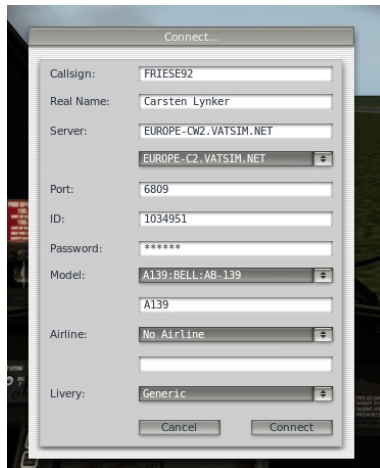 Connect...
Callsign: FRIESE92
Real Name: Carsten Lynker
Server: EUROPE-CW2.VATSIM.NET
EUROPE-C2.VATSIM.NET
Port: 6809
ID: 1034951
Password: ******
Model: A139:BELL:AB-139
A139
Airline: No Airline
Livery: Generic
Cancel Connect